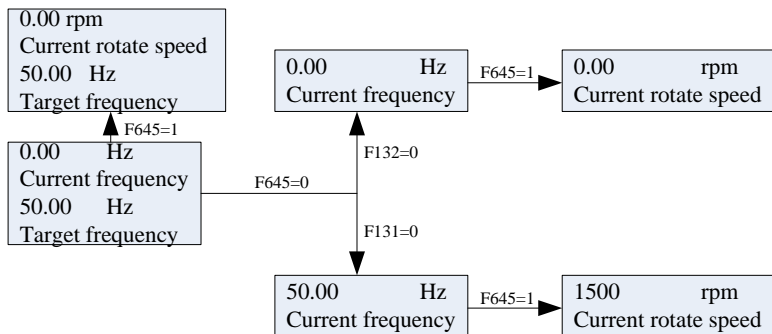 0.00 rpm
Current rotate speed
50.00 Hz
Target frequency
F645=1
0.00 Hz
Current frequency
50.00 Hz
Target frequency
F645=0
F132=0
F131=0
0.00 Hz
Current frequency
F645=1
0.00 rpm
Current rotate speed
50.00 Hz
Current frequency
F645=1
1500 rpm
Current rotate speed